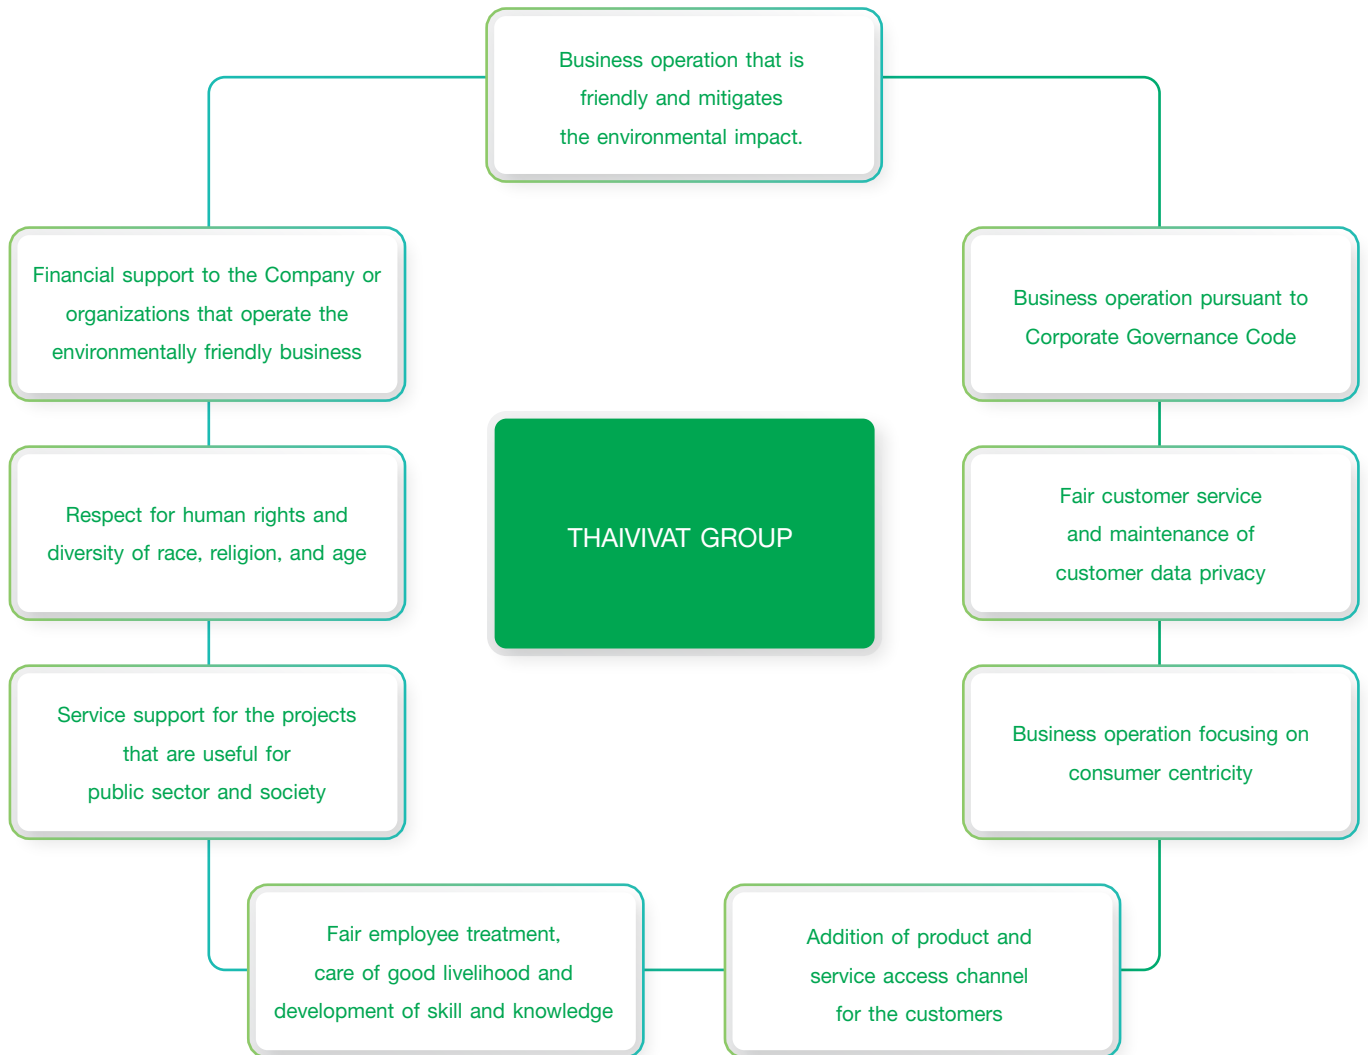 Business operation that is
friendly and mitigates
the environmental impact.
Financial support to the Company or
organizations that operate the
environmentally friendly business
Business operation pursuant to
Corporate Governance Code
Respect for human rights and
diversity of race, religion, and age
THAIVIVAT GROUP
Fair customer service
and maintenance of
customer data privacy
Service support for the projects
that are useful for
public sector and society
Business operation focusing on
consumer centricity
Fair employee treatment,
care of good livelihood and
development of skill and knowledge
Addition of product and
service access channel
for the customers